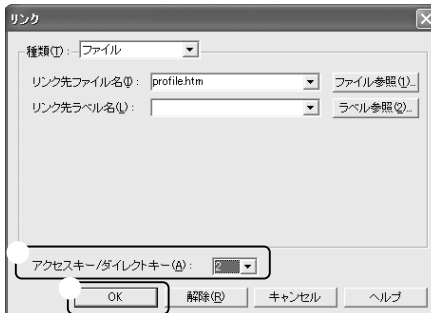 リンク
種類(T): ファイル
リンク先ファイル名(I): profile.htm ファイル参照(1)...
リンク先ラベル名(L): ラベル参照(2)...
アクセスキー/ダイレクトキー(A): 2
OK 解除(R) キャンセル ヘルプ